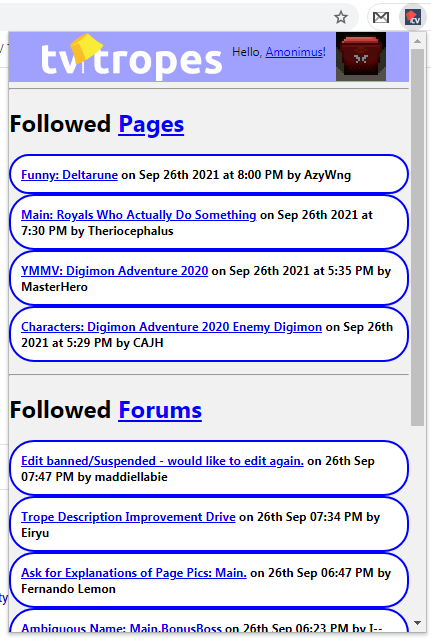 tv tropes
Hello, Amonimus!
Followed Pages
Funny: Deltarune on Sep 26th 2021 at 8:00 PM by AzyWng
Main: Royals Who Actually Do Something on Sep 26th 2021 at
7:30 PM by Theriocephalus
YMMV: Digimon Adventure 2020 on Sep 26th 2021 at 5:35 PM by
MasterHero
Characters: Digimon Adventure 2020 Enemy Digimon on Sep 26th
2021 at 5:29 PM by CAJH
Followed Forums
Edit banned/Suspended - would like to edit again. on 26th Sep
07:47 PM by maddiellabie
Trope Description Improvement Drive on 26th Sep 07:34 PM by
Eiryu
Ask for Explanations of Page Pics: Main. on 26th Sep 06:47 PM by
Fernando Lemon
ty
Ambiguous Name: Main.BonusBoss on 26th Sep 06:23 PM by I--